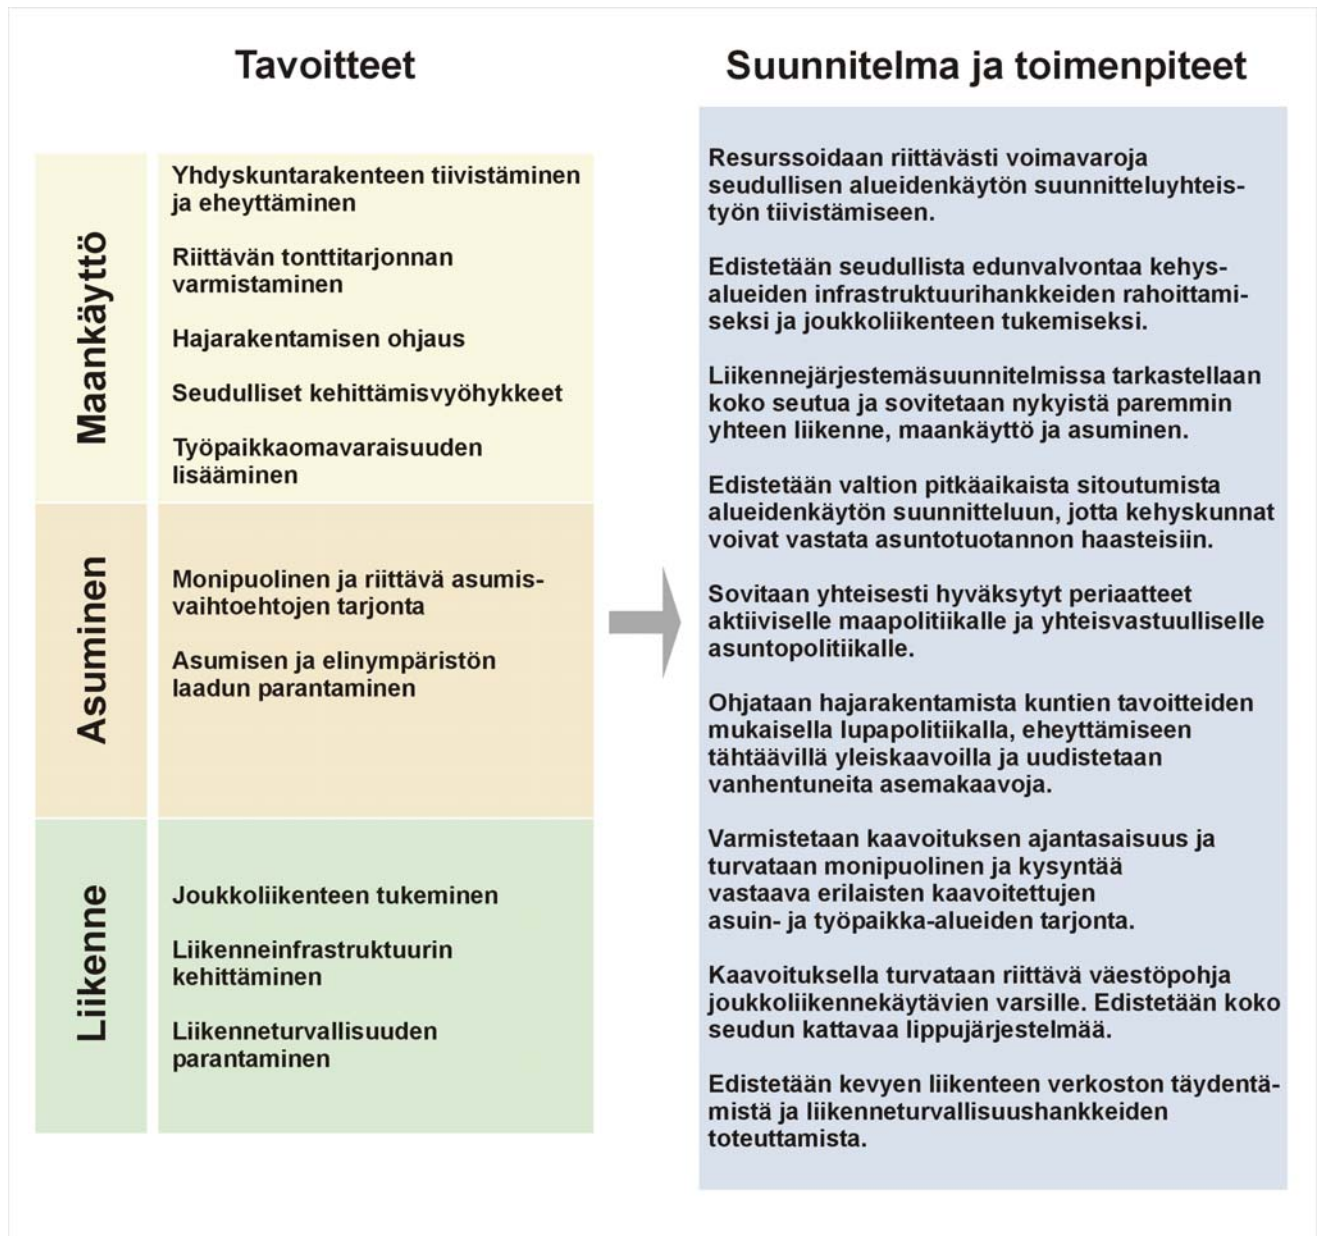 Tavoitteet
Maankäyttö
Yhdyskuntarakenteen tiivistäminen
ja eheyttäminen
Riittävän tonttitarjonnan
varmistaminen
Hajarakentamisen ohjaus
Seudulliset kehittämisvyöhykkeet
Työpaikkaomavaraisuuden
lisääminen
Asuminen
Monipuolinen ja riittävä asumis-
vaihtoehtojen tarjonta
Asumisen ja elinympäristön
laadun parantaminen
Liikenne
Joukkoliikenteen tukeminen
Liikenneinfrastruktuurin
kehittäminen
Liikenneturvallisuuden
parantaminen
Suunnitelma ja toimenpiteet
Resurssoidaan riittävästi voimavaroja
seudullisen alueidenkäytön suunnitteluyhteis-
työn tiivistämiseen.
Edistetään seudullista edunvalvontaa kehys-
alueiden infrastruktuurihankkeiden rahoittami-
seksi ja joukkoliikenteen tukemiseksi.
Liikennejärjestemäsuunnitelmissa tarkastellaan
koko seutua ja sovitetaan nykyistä paremmin
yhteen liikenne, maankäyttö ja asuminen.
Edistetään valtion pitkäaikaista sitoutumista
alueidenkäytön suunnitteluun, jotta kehyskunnat
voivat vastata asuntotuotannon haasteisiin.
Sovitaan yhteisesti hyväksytyt periaatteet
aktiiviselle maapolitiikalle ja yhteisvastuulliselle
asuntopolitiikalle.
Ohjataan hajarakentamista kuntien tavoitteiden
mukaisella lupapolitiikalla, eheyttämiseen
tähtäävillä yleiskaavoilla ja uudistetaan
vanhentuneita asemakaavoja.
Varmistetaan kaavoituksen ajantasaisuus ja
turvataan monipuolinen ja kysyntää
vastaava erilaisten kaavoitettujen
asuin- ja työpaikka-alueiden tarjonta.
Kaavoituksella turvataan riittävä väestöpohja
joukkoliikennekäytävien varsille. Edistetään koko
seudun kattavaa lippujärjestelmää.
Edistetään kevyen liikenteen verkoston täydentä-
mistä ja liikenneturvallisuushankkeiden
toteuttamista.